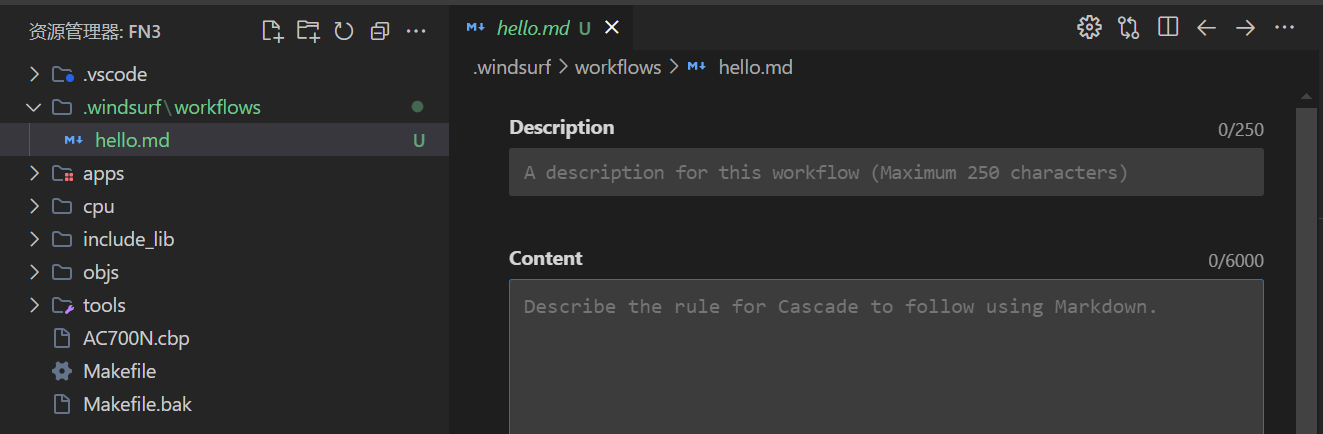 资源管理器: FN3
.vscode
.windsurf\workflows
hello.md U
apps
cpu
include_lib
objs
tools
AC700N.cbp
Makefile
Makefile.bak
hello.md U
.windsurf > workflows > hello.md
Description 0/250
A description for this workflow (Maximum 250 characters)
Content 0/6000
Describe the rule for Cascade to follow using Markdown.